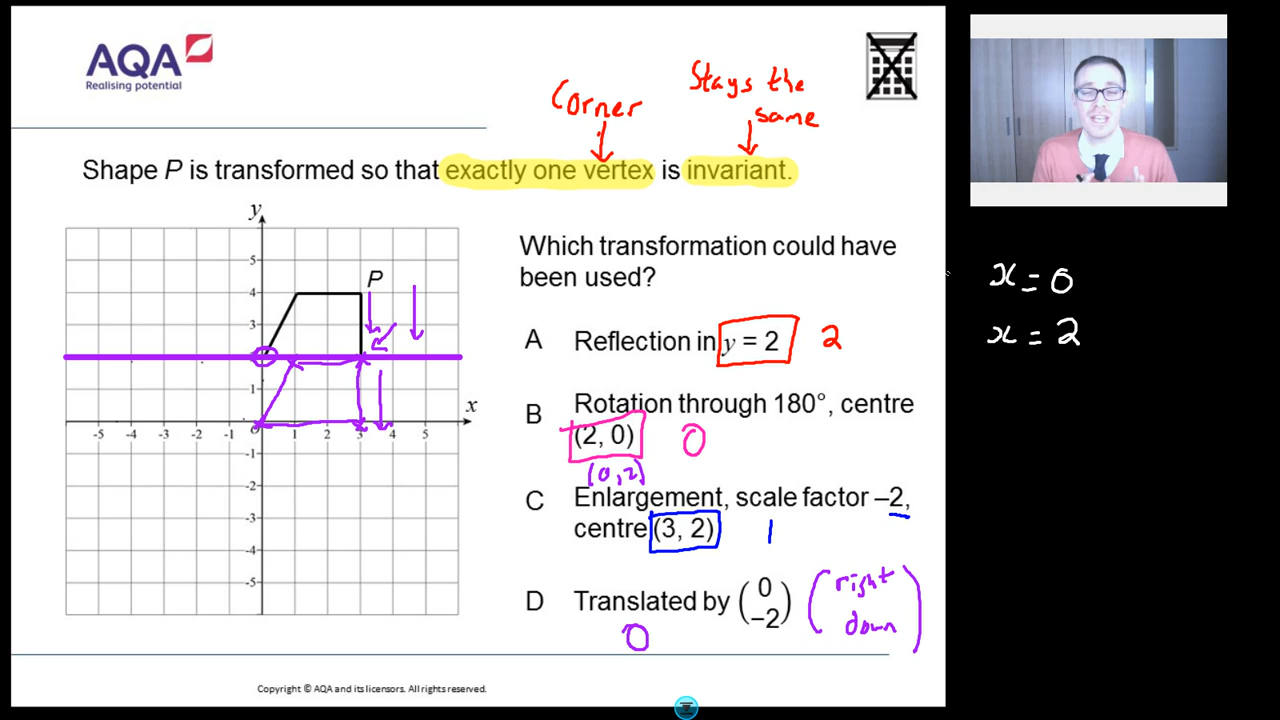 AQA
Realising potential
Corner
Stays the
same
Shape P is transformed so that exactly one vertex is invariant.
y
5
4
3
1
P
x
-5 -4 -3 -2 -1 0 1 2 3 4 5
-1
-2
-3
-4
-5
Which transformation could have
been used?
A Reflection in y = 2 2
B Rotation through 180°, centre
(2, 0) 0
(0,2)
C Enlargement, scale factor –2,
centre (3, 2) 1
D Translated by (0 −2) (right down)
0
x = 0
x = 2
Copyright © AQA and its licensors. All rights reserved.